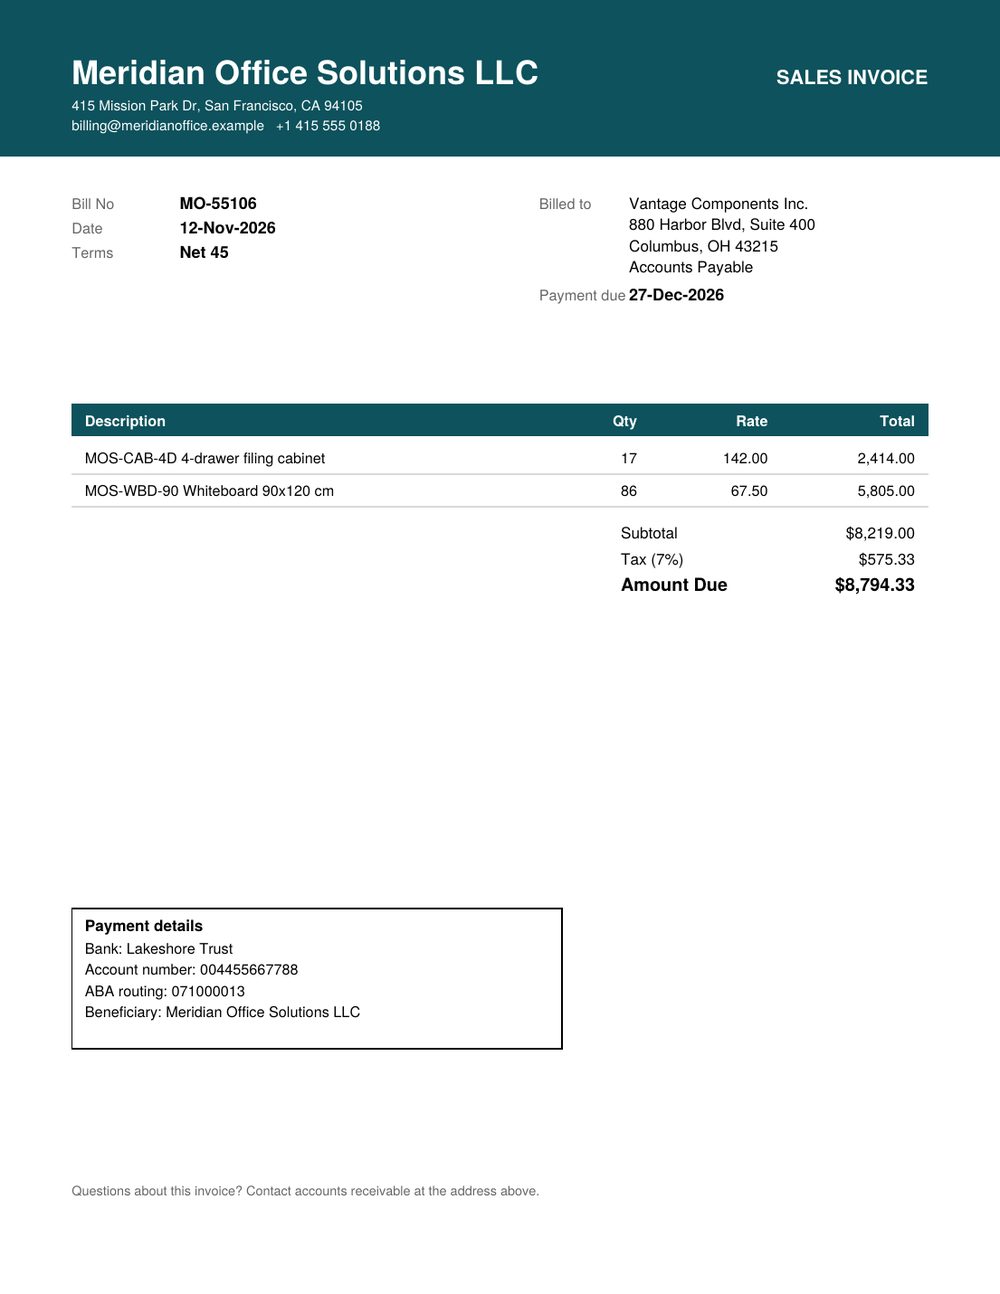 Meridian Office Solutions LLC
SALES INVOICE
415 Mission Park Dr, San Francisco, CA 94105
billing@meridianoffice.example +1 415 555 0188
Bill No MO-55106
Date 12-Nov-2026
Terms Net 45
Billed to Vantage Components Inc.
880 Harbor Blvd, Suite 400
Columbus, OH 43215
Accounts Payable
Payment due 27-Dec-2026
Description Qty Rate Total
MOS-CAB-4D 4-drawer filing cabinet 17 142.00 2,414.00
MOS-WBD-90 Whiteboard 90x120 cm 86 67.50 5,805.00
Subtotal $8,219.00
Tax (7%) $575.33
Amount Due $8,794.33
Payment details
Bank: Lakeshore Trust
Account number: 004455667788
ABA routing: 071000013
Beneficiary: Meridian Office Solutions LLC
Questions about this invoice? Contact accounts receivable at the address above.